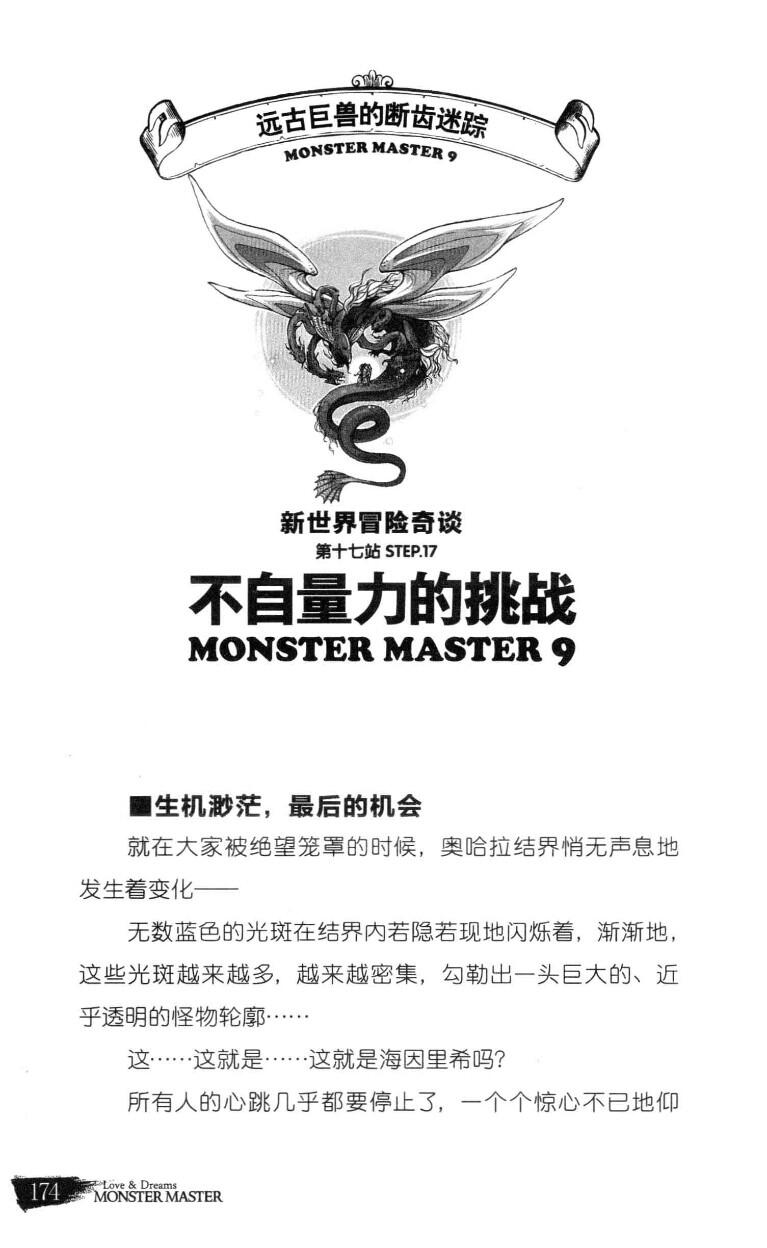 远古巨兽的断齿迷踪
MONSTER MASTER 9
新世界冒险奇谈
第十七站 STEP.17
不自量力的挑战
MONSTER MASTER 9
■生机渺茫，最后的机会
就在大家被绝望笼罩的时候，奥哈拉结界悄无声息地
发生着变化——
无数蓝色的光斑在结界内若隐若现地闪烁着，渐渐地，
这些光斑越来越多，越来越密集，勾勒出一头巨大的、近
乎透明的怪物轮廓……
这……这就是……这就是海因里希吗？
所有人的心跳几乎都要停止了，一个个惊心不已地仰
174
Love & Dreams
MONSTER MASTER